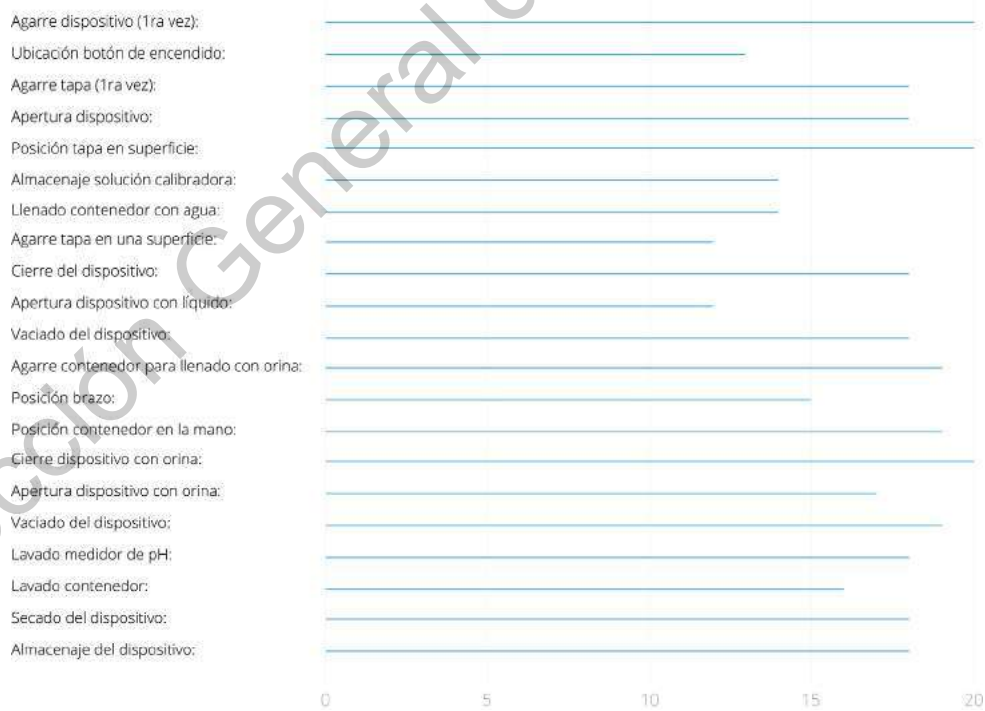 Agarre dispositivo (1ra vez):
Ubicación botón de encendido:
Agarre tapa (1ra vez):
Apertura dispositivo:
Posición tapa en superficie:
Almacenaje solución calibradora:
Llenado contenedor con agua:
Agarre tapa en una superficie:
Cierre del dispositivo:
Apertura dispositivo con líquido:
Vaciado del dispositivo:
Agarre contenedor para llenado con orina:
Posición brazo:
Posición contenedor en la mano:
Cierre dispositivo con orina:
Apertura dispositivo con orina:
Vaciado del dispositivo:
Lavado medidor de pH:
Lavado contenedor:
Secado del dispositivo:
Almacenaje del dispositivo:
0 5 10 15 20
cción General